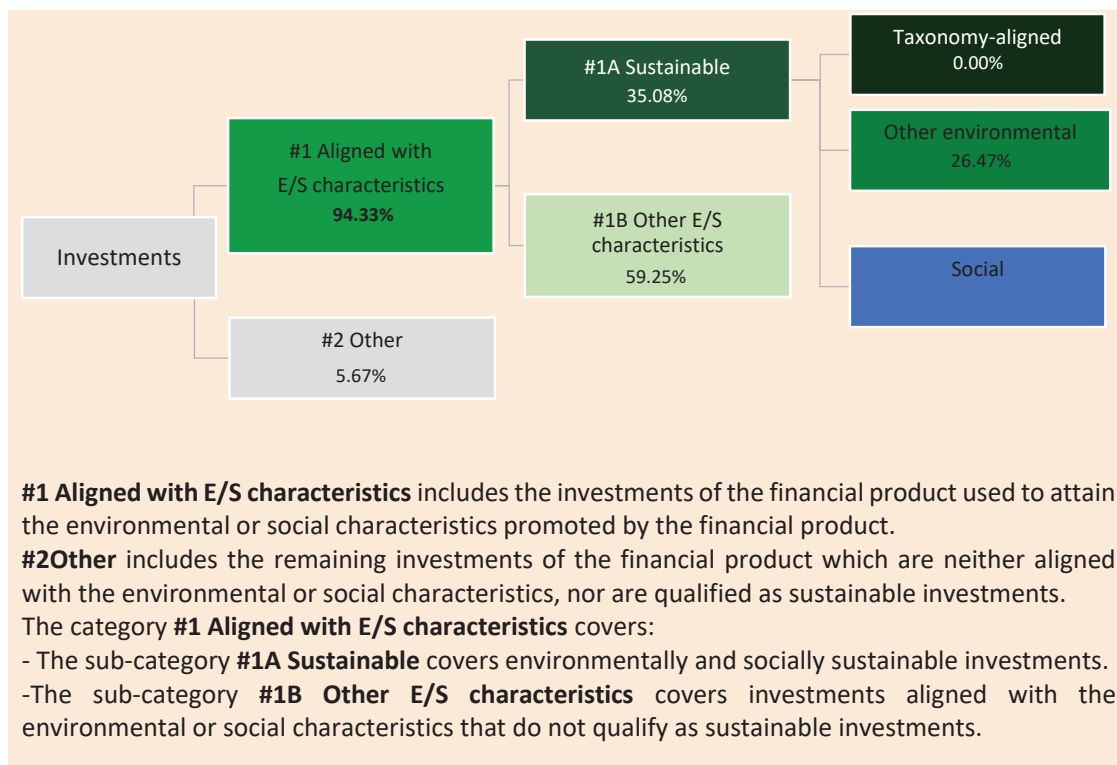 Investments
#1 Aligned with
E/S characteristics
94.33%
#2 Other
5.67%
#1A Sustainable
35.08%
#1B Other E/S
characteristics
59.25%
Taxonomy-aligned
0.00%
Other environmental
26.47%
Social
#1 Aligned with E/S characteristics includes the investments of the financial product used to attain
the environmental or social characteristics promoted by the financial product.
#2Other includes the remaining investments of the financial product which are neither aligned
with the environmental or social characteristics, nor are qualified as sustainable investments.
The category #1 Aligned with E/S characteristics covers:
- The sub-category #1A Sustainable covers environmentally and socially sustainable investments.
-The sub-category #1B Other E/S characteristics covers investments aligned with the
environmental or social characteristics that do not qualify as sustainable investments.